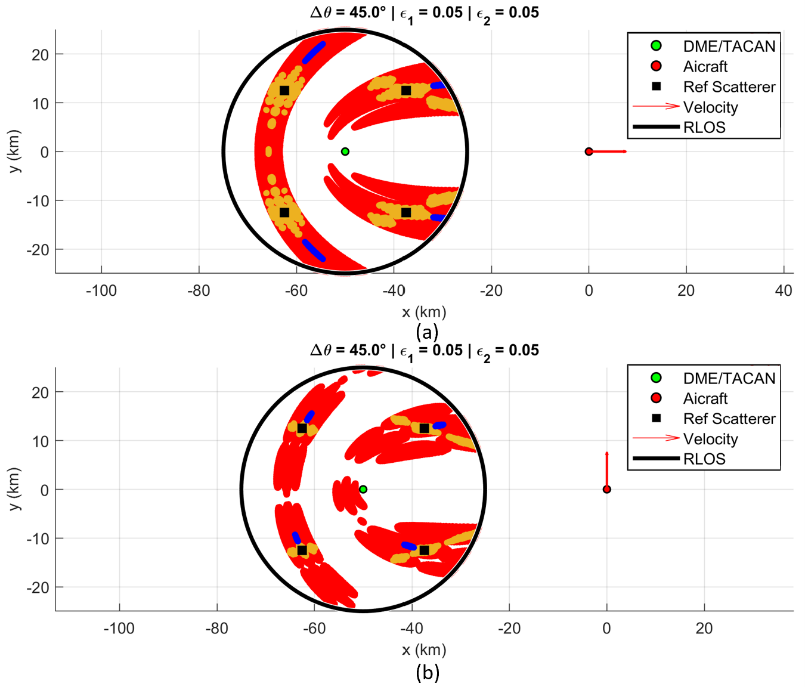 Δθ = 45.0° | ϵ1 = 0.05 | ϵ2 = 0.05
20
10
0
-10
-20
y (km)
DME/TACAN
Aicraft
Ref Scatterer
Velocity
RLOS
-100 -80 -60 -40 -20 0 20 40
x (km)
(a)
Δθ = 45.0° | ϵ1 = 0.05 | ϵ2 = 0.05
20
10
0
-10
-20
y (km)
DME/TACAN
Aicraft
Ref Scatterer
Velocity
RLOS
-100 -80 -60 -40 -20 0 20
x (km)
(b)